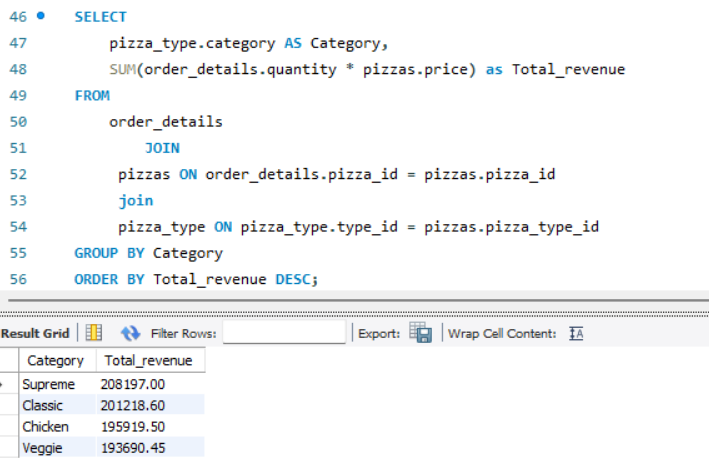 46 SELECT
47 pizza_type.category AS Category,
48 SUM(order_details.quantity * pizzas.price) as Total_revenue
49 FROM
50 order_details
51 JOIN
52 pizzas ON order_details.pizza_id = pizzas.pizza_id
53 join
54 pizza_type ON pizza_type.type_id = pizzas.pizza_type_id
55 GROUP BY Category
56 ORDER BY Total_revenue DESC;
Result Grid Filter Rows: Export: Wrap Cell Content: IA
Category Total_revenue
Supreme 208197.00
Classic 201218.60
Chicken 195919.50
Veggie 193690.45